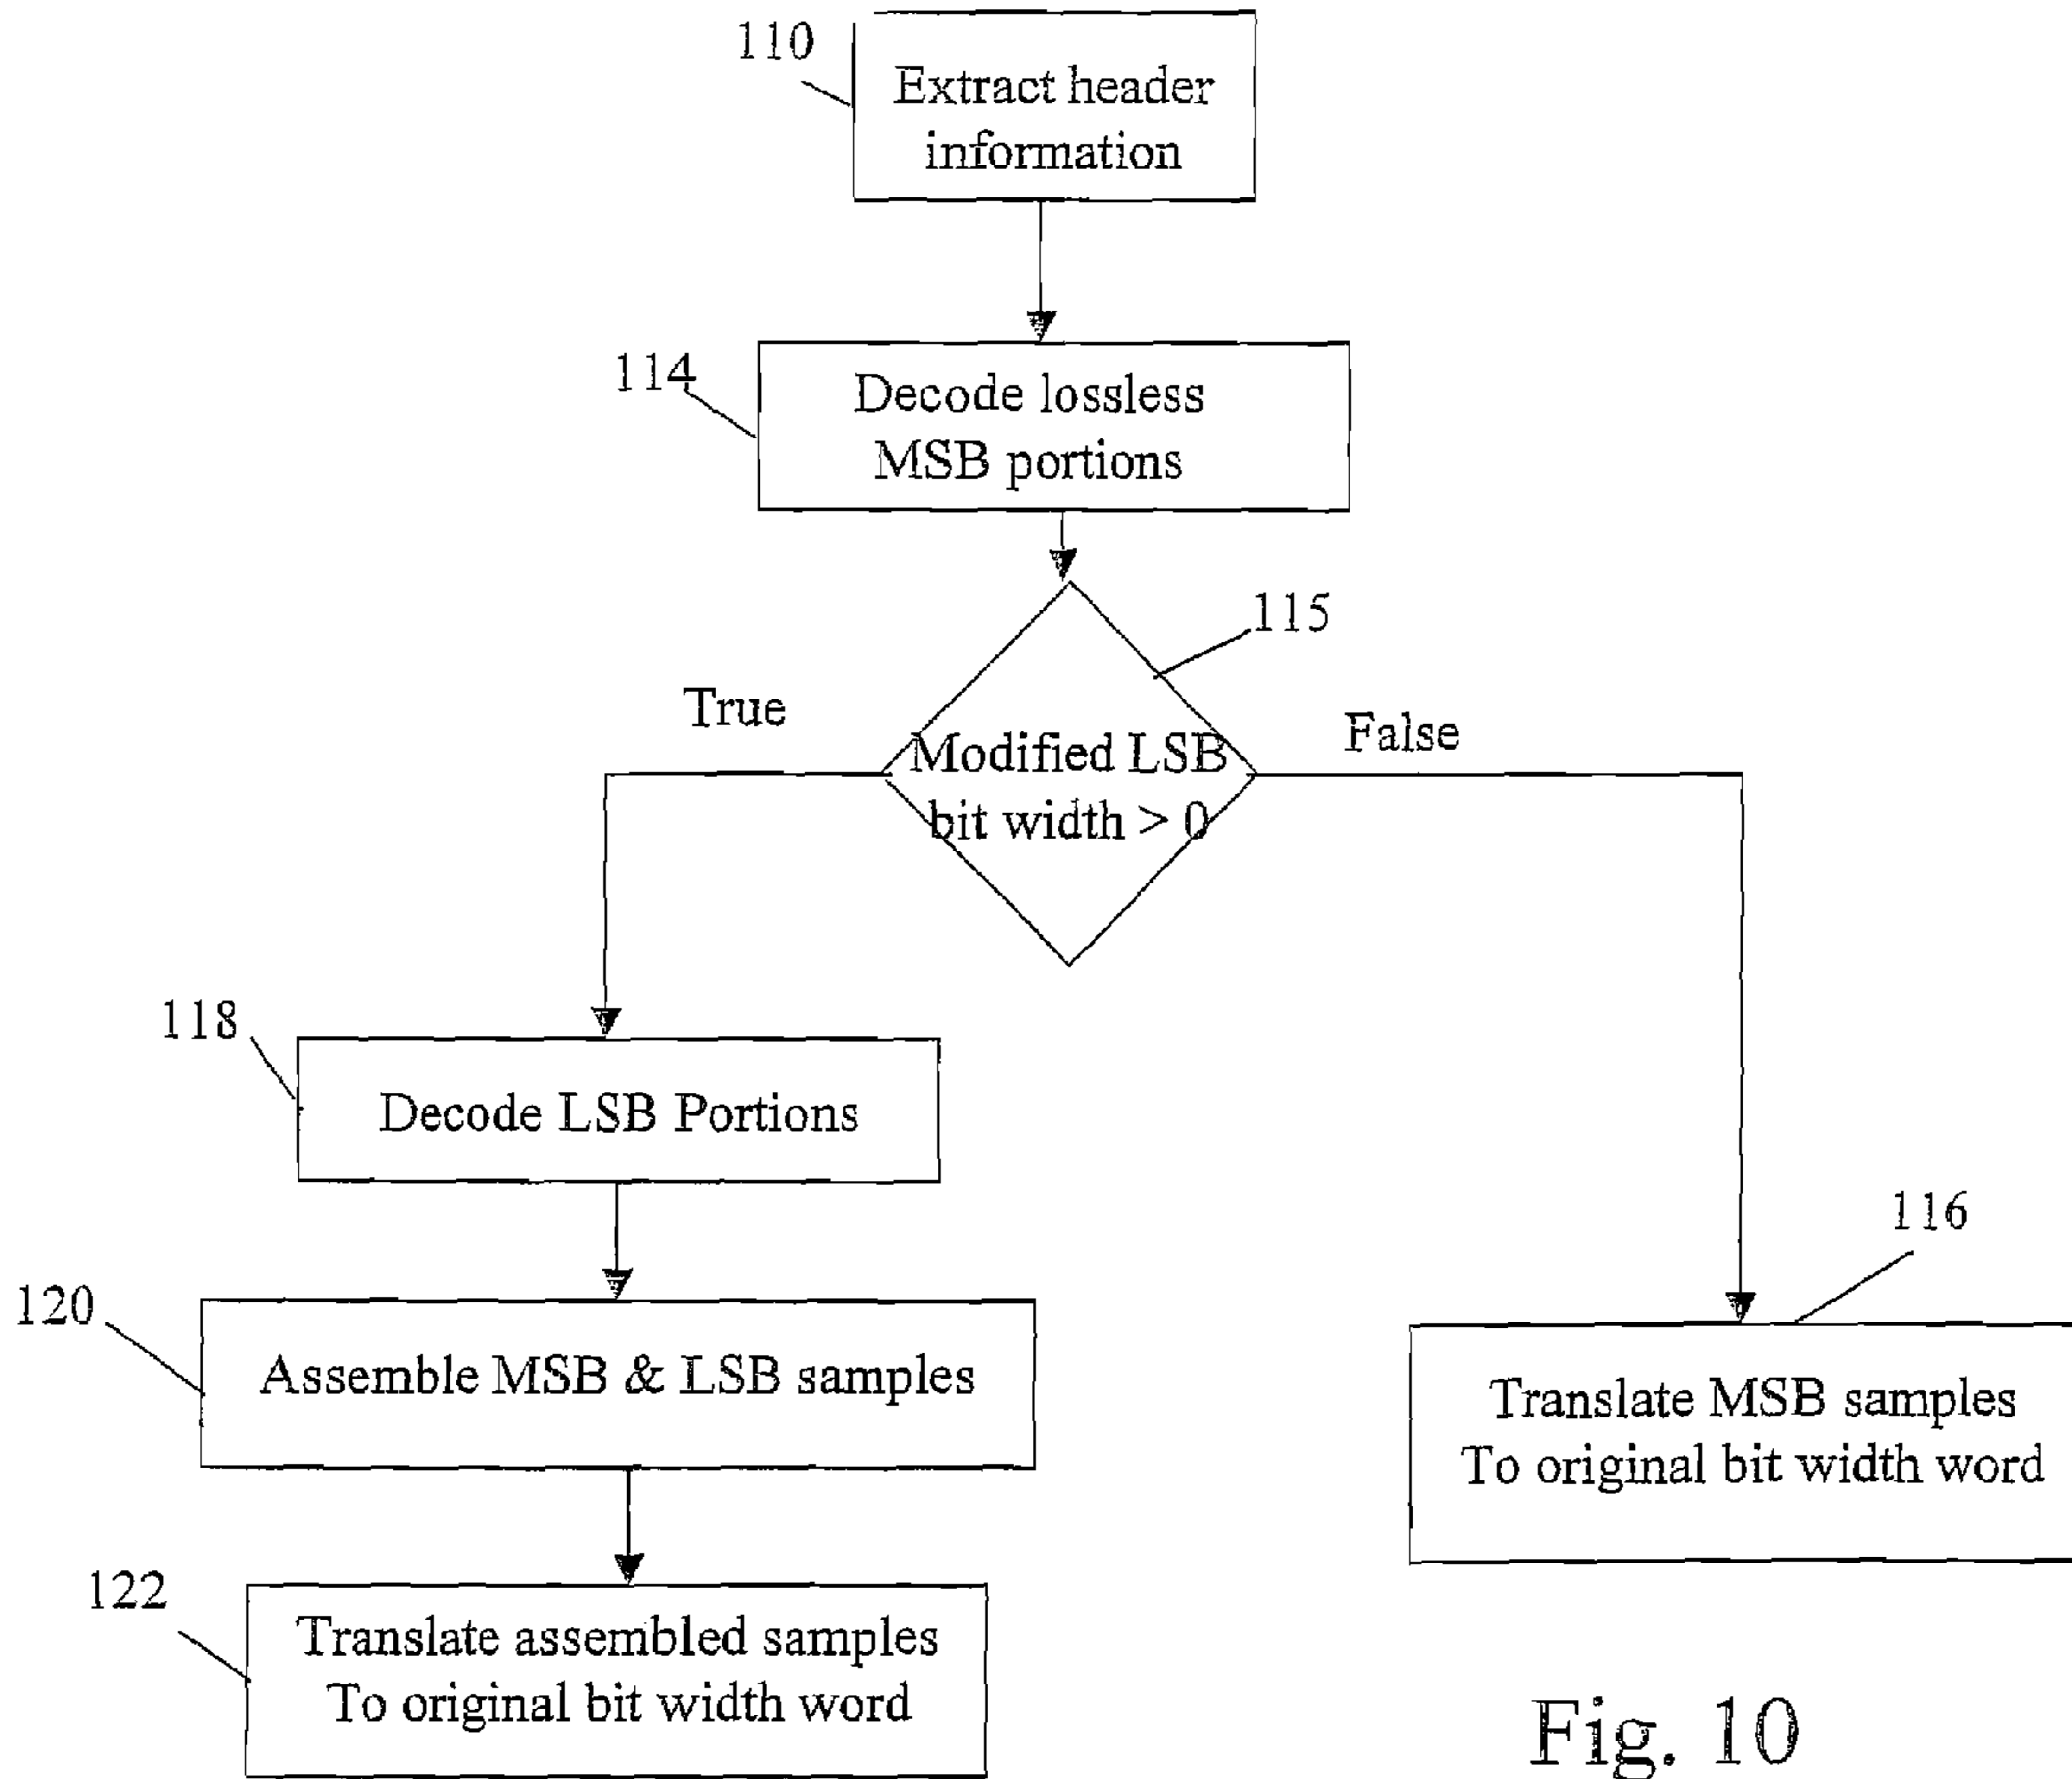 110
Extract header
information
114
Decode lossless
MSB portions
115
True
False
Modified LSB
bit width > 0
118
Decode LSB Portions
116
120
Assemble MSB & LSB samples
Translate MSB samples
To original bit width word
122
Translate assembled samples
To original bit width word
Fig. 10